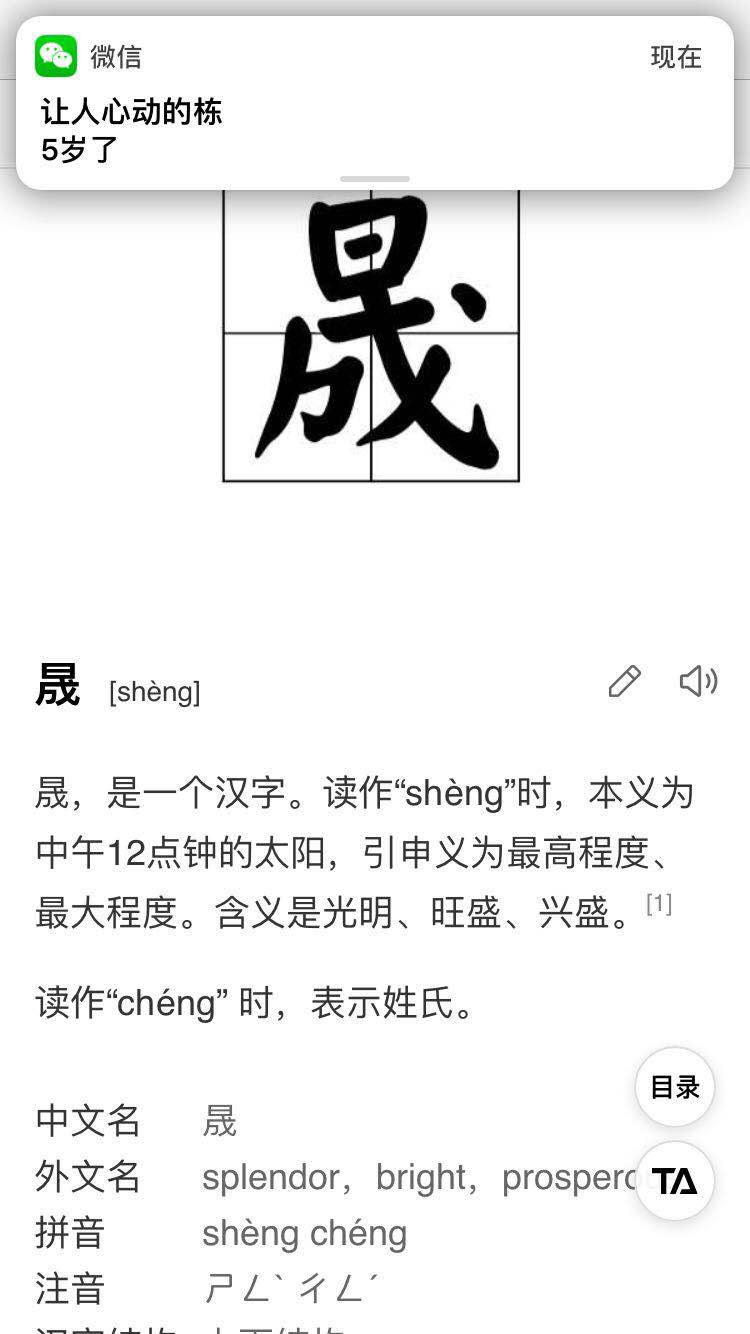 微信
现在
让人心动的栋
5岁了
晟
晟 [shèng]
晟，是一个汉字。读作“shèng”时，本义为
中午12点钟的太阳，引申义为最高程度、
最大程度。含义是光明、旺盛、兴盛。[1]
读作“chéng” 时，表示姓氏。
目录
中文名 晟
外文名 splendor，bright，prospero
TA
拼音 shèng chéng
注音 ㄕㄥˋ ㄔㄥˊ